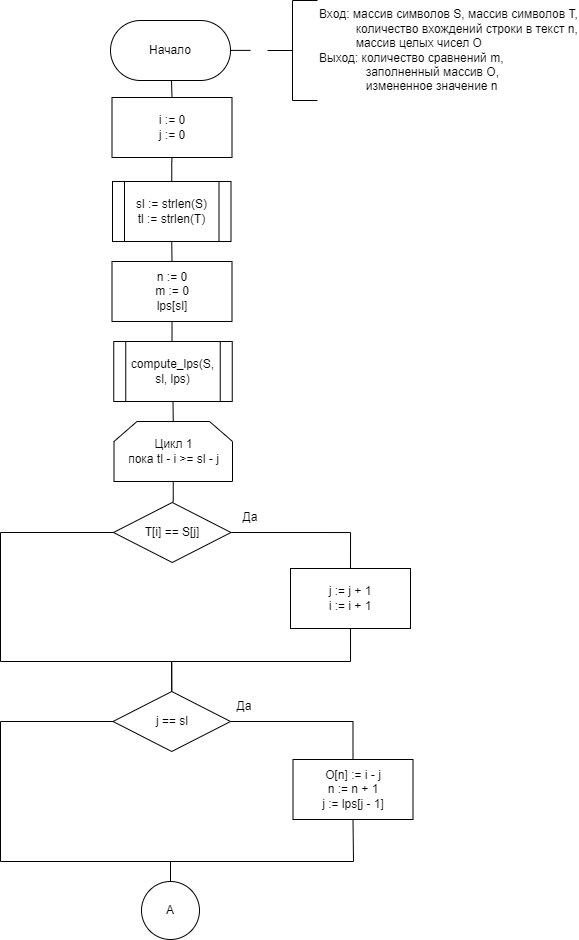 Начало
Вход: массив символов S, массив символов T,
количество вхождений строки в текст n,
массив целых чисел O
Выход: количество сравнений m,
заполненный массив O,
измененное значение n
i := 0
j := 0
sl := strlen(S)
tl := strlen(T)
n := 0
m := 0
lps[sl]
compute_lps(S,
sl, lps)
Цикл 1
пока tl - i >= sl - j
T[i] == S[j]
Да
j := j + 1
i := i + 1
j == sl
Да
O[n] := i - j
n := n + 1
j := lps[j - 1]
A